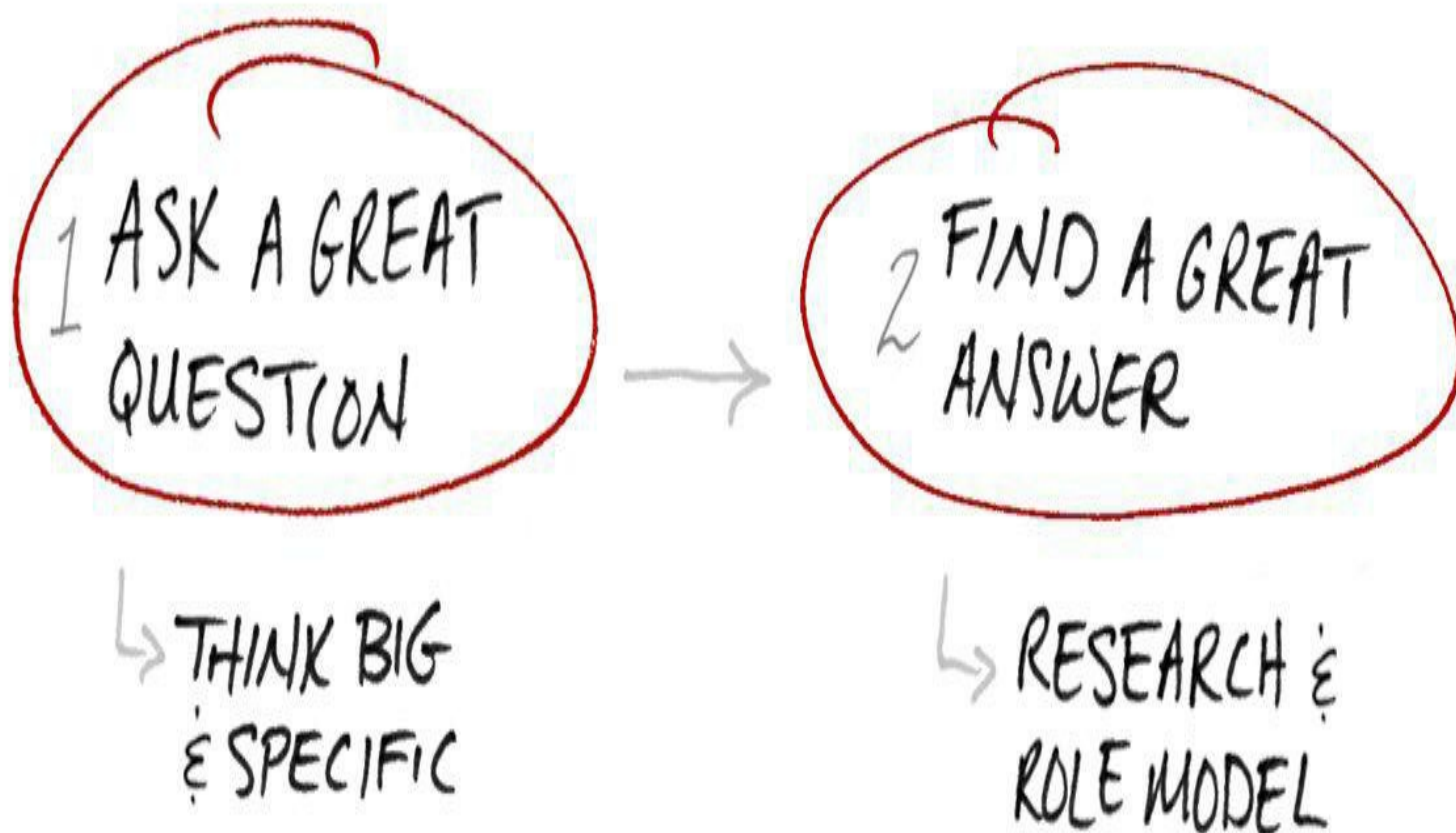 1 ASK A GREAT
QUESTION
THINK BIG
& SPECIFIC
2 FIND A GREAT
ANSWER
RESEARCH &
ROLE MODEL